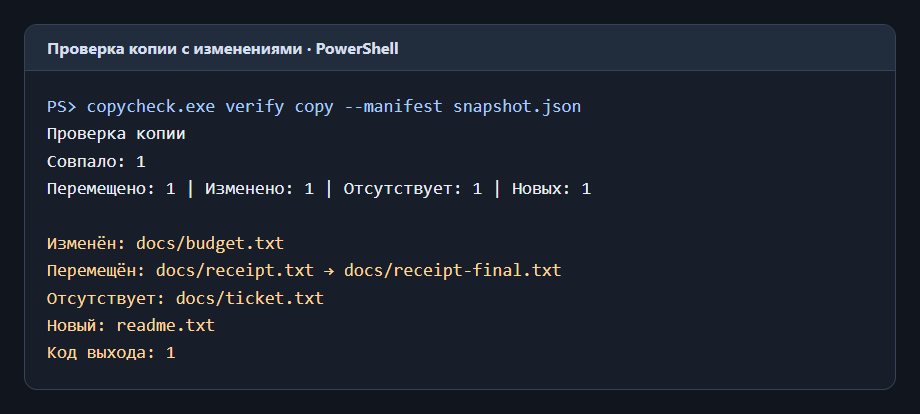 Проверка копии с изменениями · PowerShell
PS> copycheck.exe verify copy --manifest snapshot.json
Проверка копии
Совпало: 1
Перемещено: 1 | Изменено: 1 | Отсутствует: 1 | Новых: 1
Изменён: docs/budget.txt
Перемещён: docs/receipt.txt → docs/receipt-final.txt
Отсутствует: docs/ticket.txt
Новый: readme.txt
Код выхода: 1